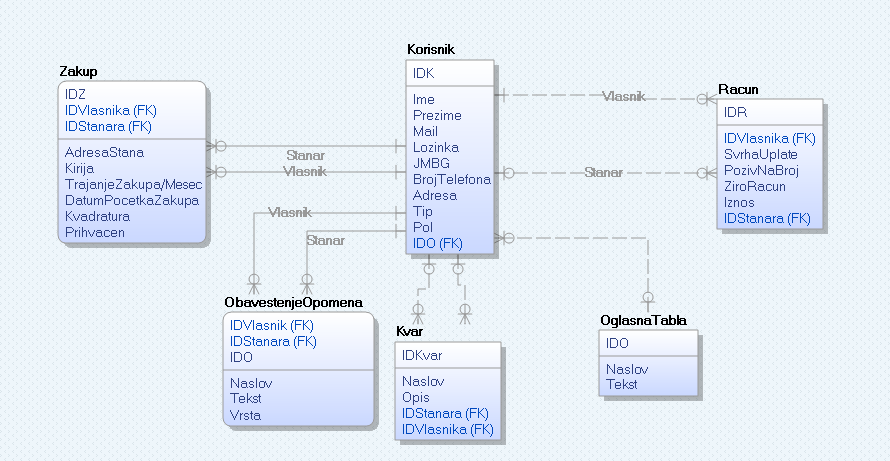 Korisnik
IDK
Ime
Prezime
Mail
Lozinka
JMBG
BrojTelefona
Adresa
Tip
Pol
IDO (FK)
Zakup
IDZ
IDVlasnika (FK)
IDStanara (FK)
AdresaStana
Kirija
TrajanjeZakupa/Mesec
DatumPocetkaZakupa
Kvadratura
Prihvacen
Stanar
Vlasnik
Vlasnik
Stanar
Vlasnik
Stanar
Racun
IDR
IDVlasnika (FK)
SvrhaUplate
PozivNaBroj
ZiroRacun
Iznos
IDStanara (FK)
ObavestenjeOpomena
IDVlasnik (FK)
IDStanara (FK)
IDO
Naslov
Tekst
Vrsta
Kvar
IDKvar
Naslov
Opis
IDStanara (FK)
IDVlasnika (FK)
OglasnaTabla
IDO
Naslov
Tekst